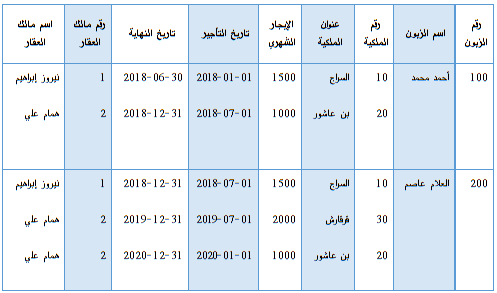 رقم الزبون | اسم الزبون | رقم الملكية | عنوان الملكية | الإيجار الشهري | تاريخ التأجير | تاريخ النهاية | رقم مالك العقار | اسم مالك العقار
100 | أحمد محمد | 10 | السراج | 1500 | 2018-01-01 | 2018-06-30 | 1 | نيروز إبراهيم
20 | بن عاشور | 1000 | 2018-07-01 | 2018-12-31 | 2 | همام علي
200 | العلام عاصم | 10 | السراج | 1500 | 2018-07-01 | 2018-12-31 | 1 | نيروز إبراهيم
30 | قرقارش | 2000 | 2019-07-01 | 2019-12-31 | 2 | همام علي
20 | بن عاشور | 1000 | 2020-01-01 | 2020-12-31 | 2 | همام علي